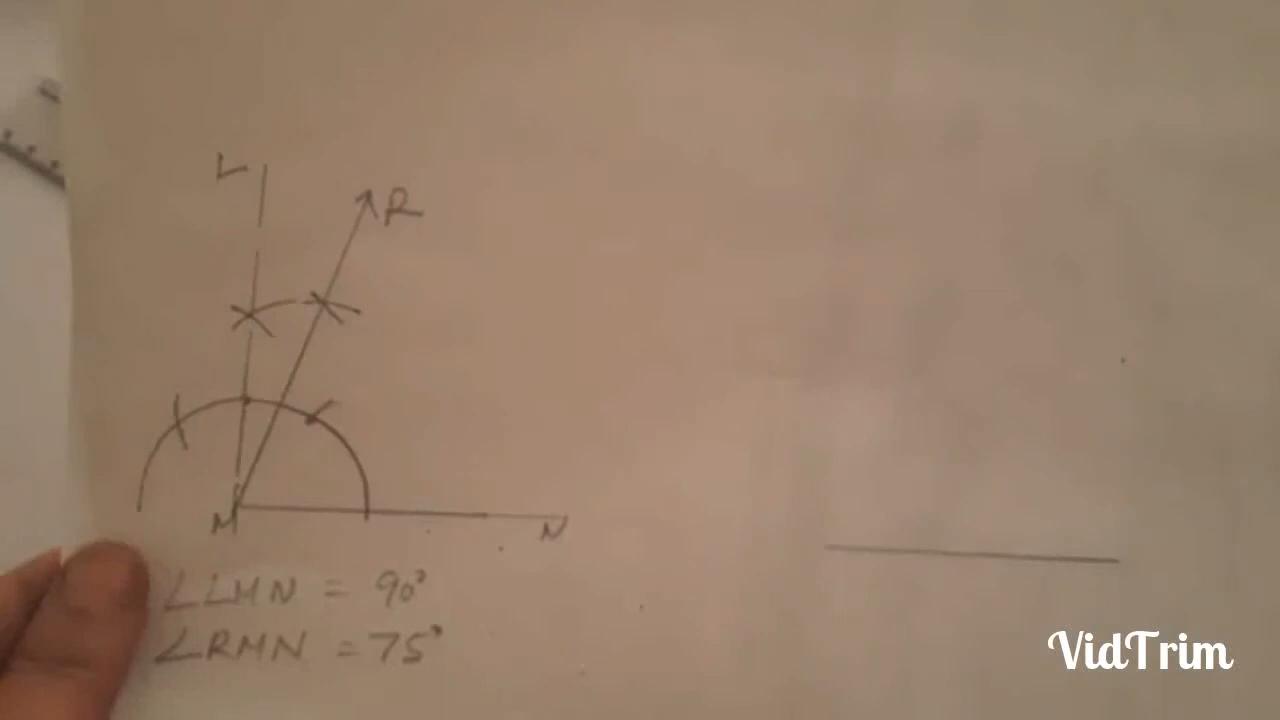 L
R
M
N
∠LMN = 90°
∠RMN = 75°
VidTrim